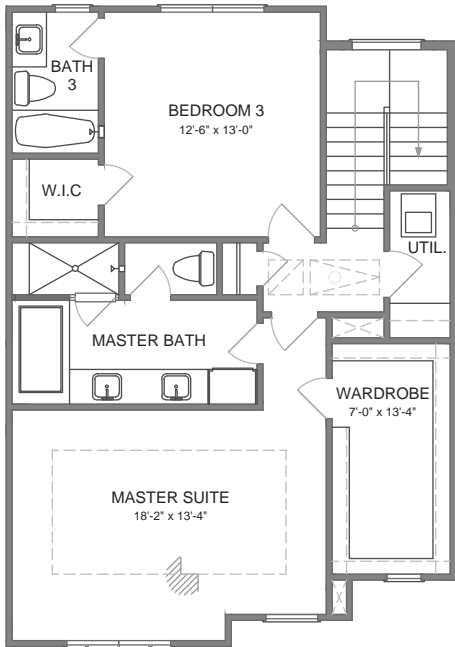 BATH
3
BEDROOM 3
12'-6" x 13'-0"
W.I.C
UTIL.
MASTER BATH
WARDROBE
7'-0" x 13'-4"
MASTER SUITE
18'-2" x 13'-4"